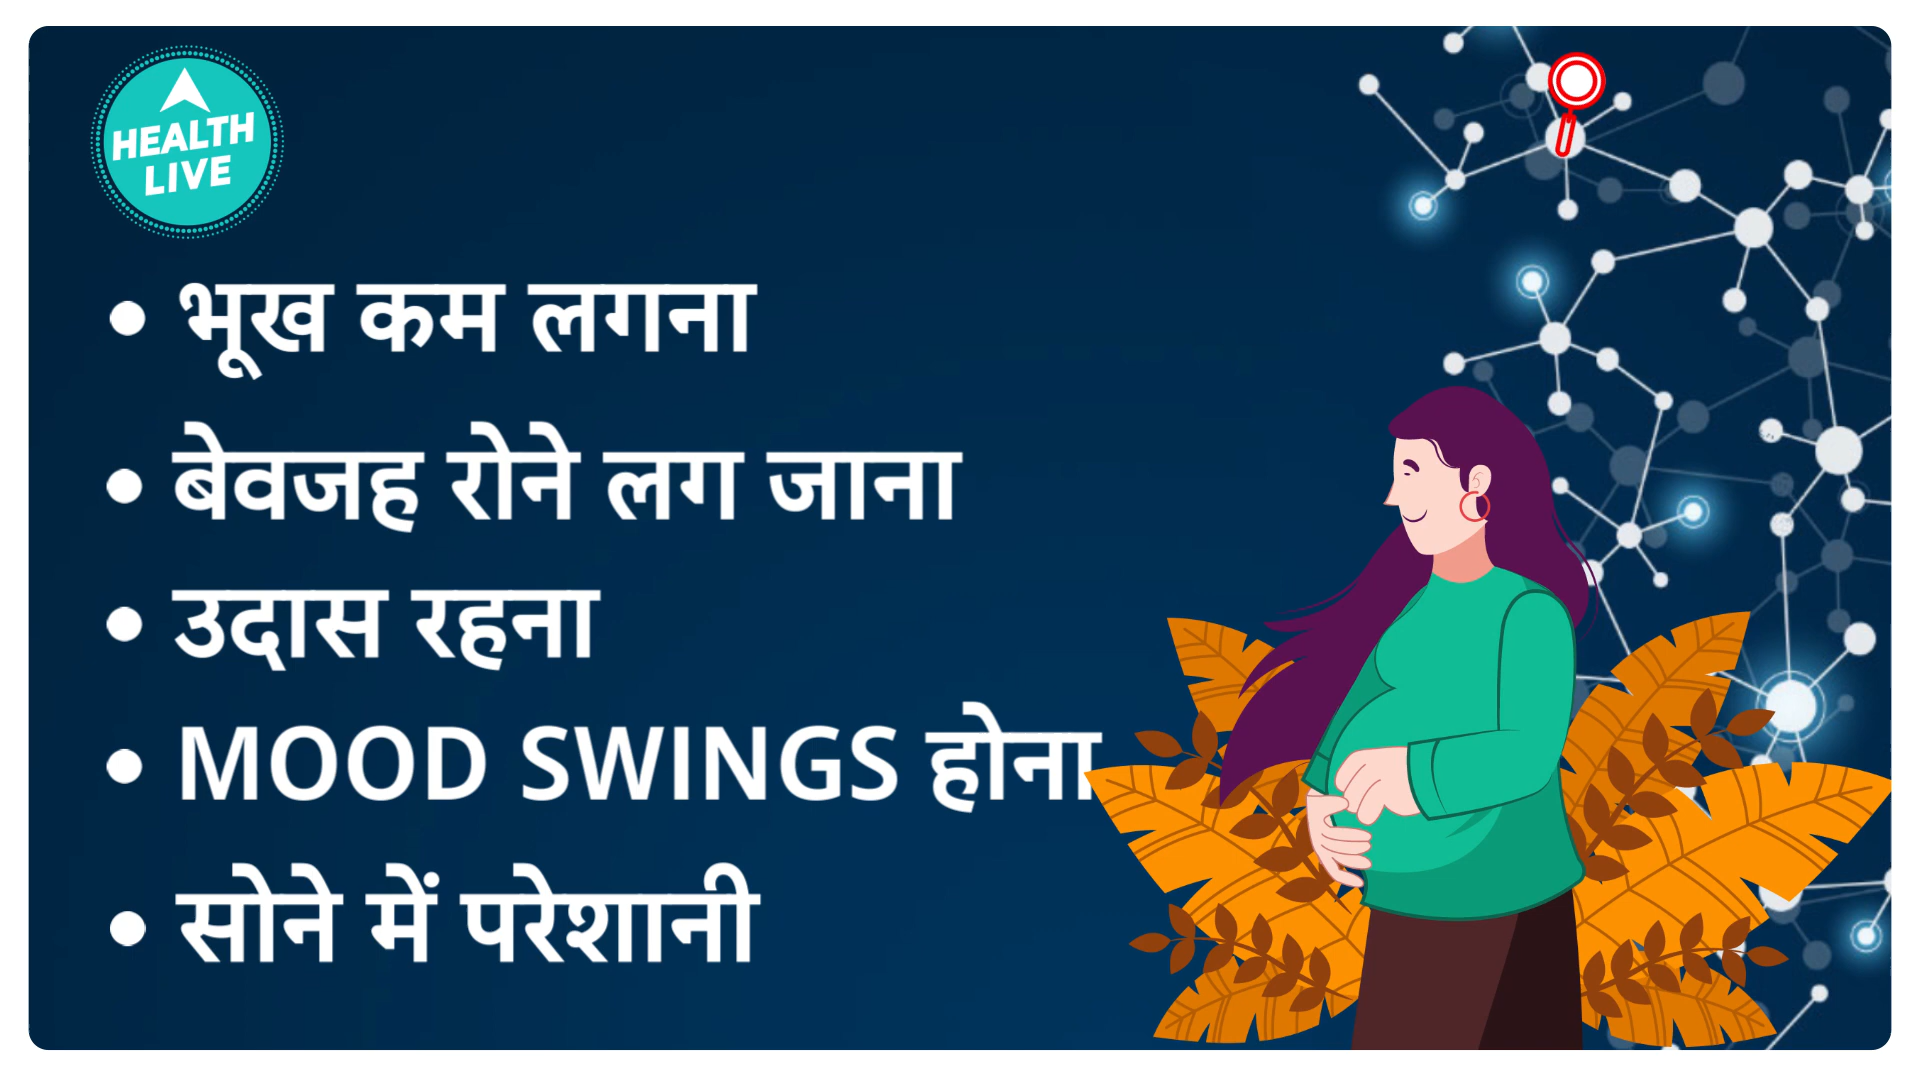 HEALTH
LIVE
• भूख कम लगना
• बेवजह रोने लग जाना
• उदास रहना
• MOOD SWINGS होना
• सोने में परेशानी